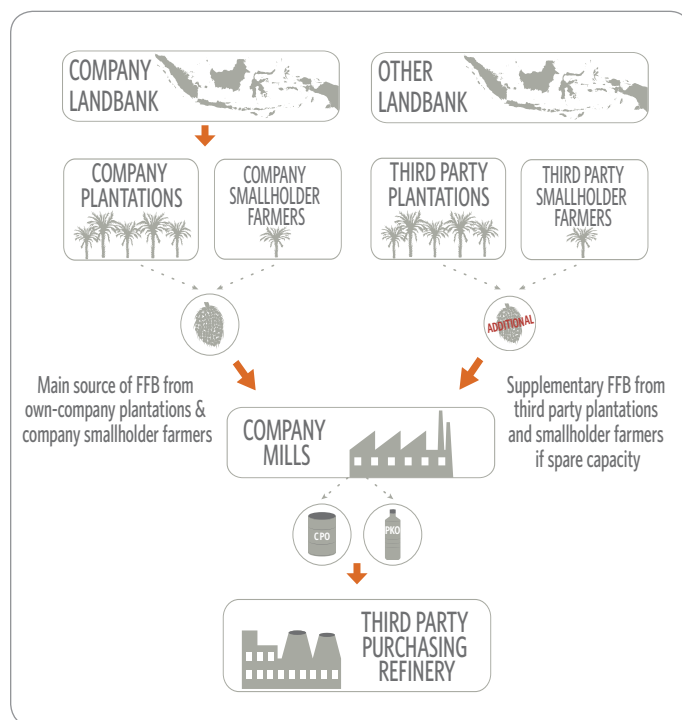 COMPANY
LANDBANK
OTHER
LANDBANK
COMPANY
PLANTATIONS
COMPANY
SMALLHOLDER
FARMERS
THIRD PARTY
PLANTATIONS
THIRD PARTY
SMALLHOLDER
FARMERS
ADDITIONAL
Main source of FFB from
own-company plantations &
company smallholder farmers
Supplementary FFB from
third party plantations
and smallholder farmers
if spare capacity
COMPANY
MILLS
CPO
PKO
THIRD PARTY
PURCHASING
REFINERY